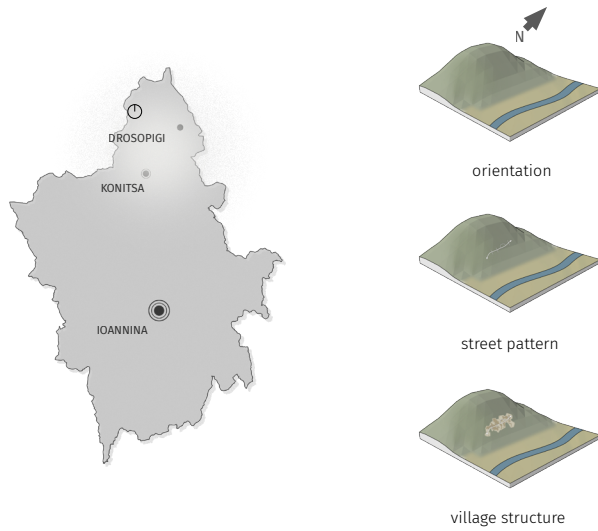 N
DROSOPIGI
KONITSA
IOANNINA
orientation
street pattern
village structure